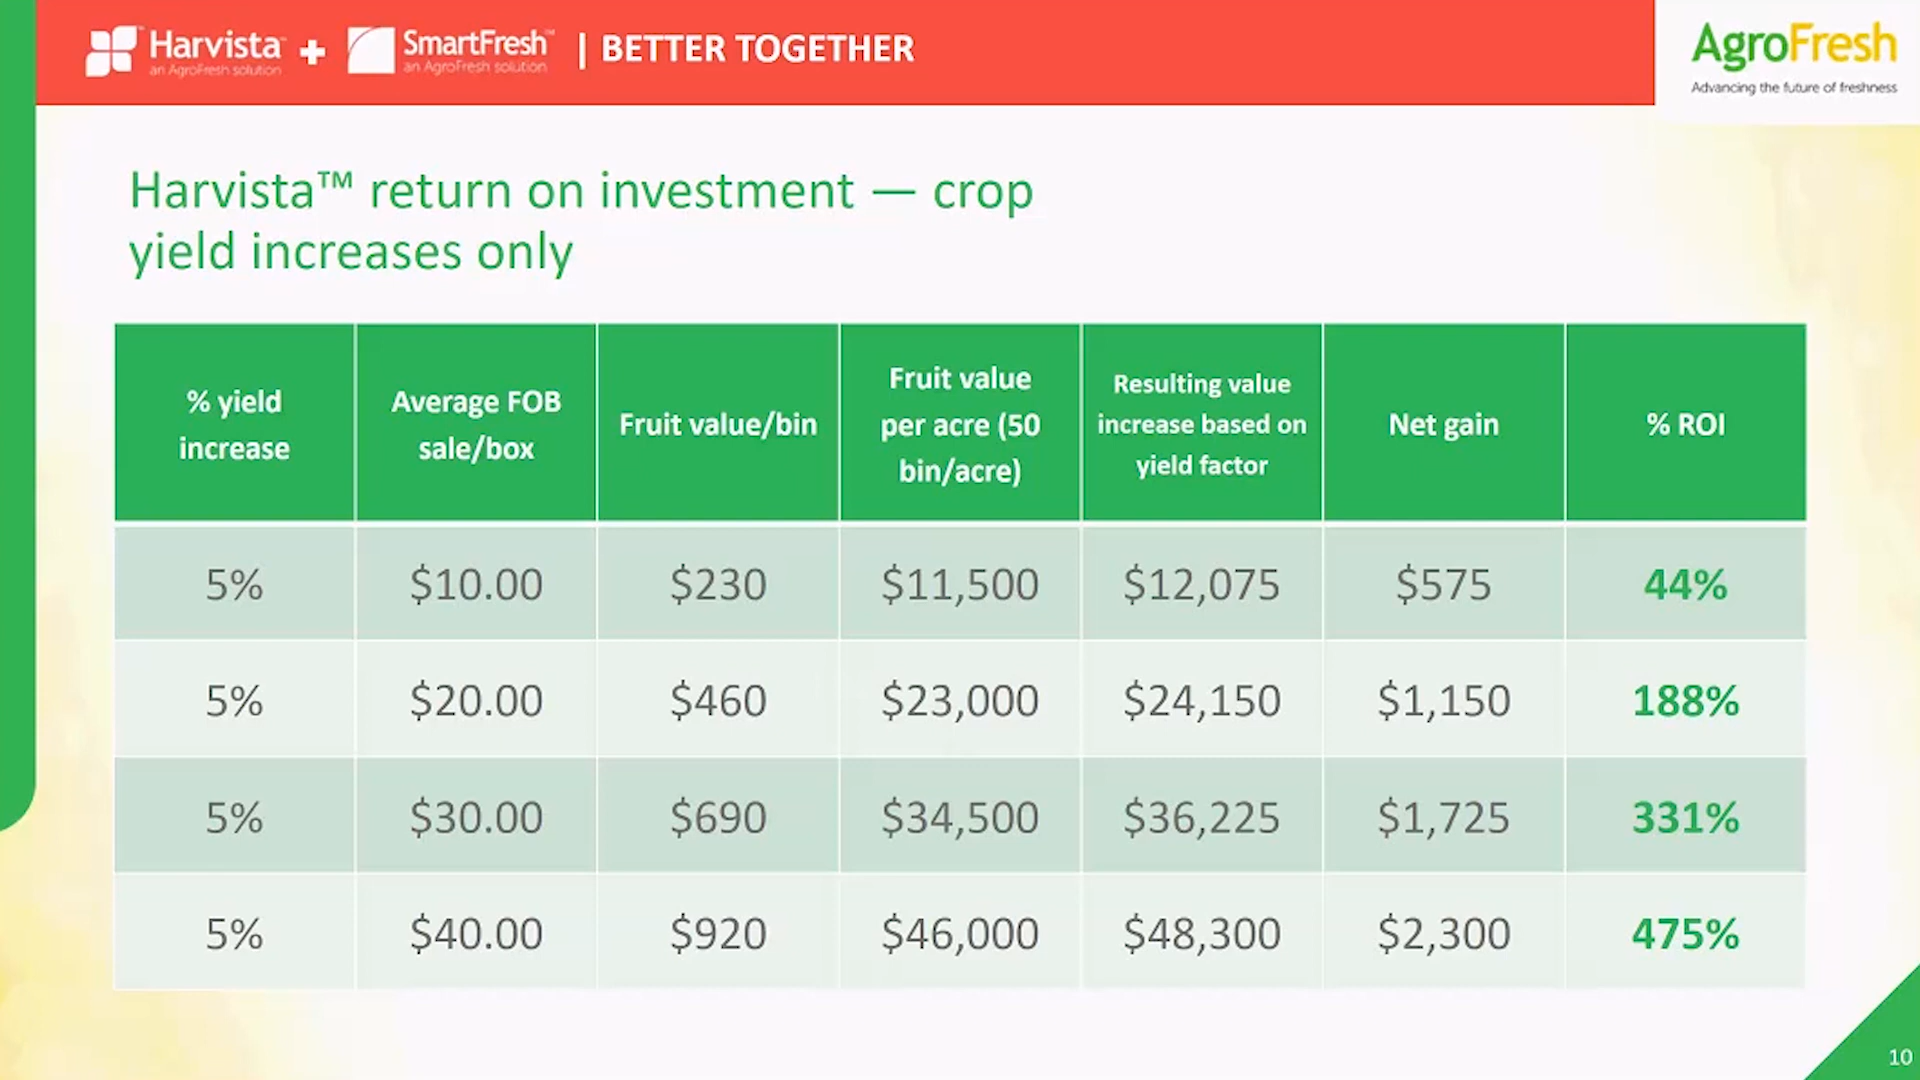 Harvista™ + SmartFresh™ | BETTER TOGETHER
an AgroFresh solution an AgroFresh solution
AgroFresh
Advancing the future of freshness
Harvista™ return on investment — crop
yield increases only
% yield increase | Average FOB sale/box | Fruit value/bin | Fruit value per acre (50 bin/acre) | Resulting value increase based on yield factor | Net gain | % ROI
5% $10.00 $230 $11,500 $12,075 $575 44%
5% $20.00 $460 $23,000 $24,150 $1,150 188%
5% $30.00 $690 $34,500 $36,225 $1,725 331%
5% $40.00 $920 $46,000 $48,300 $2,300 475%
10